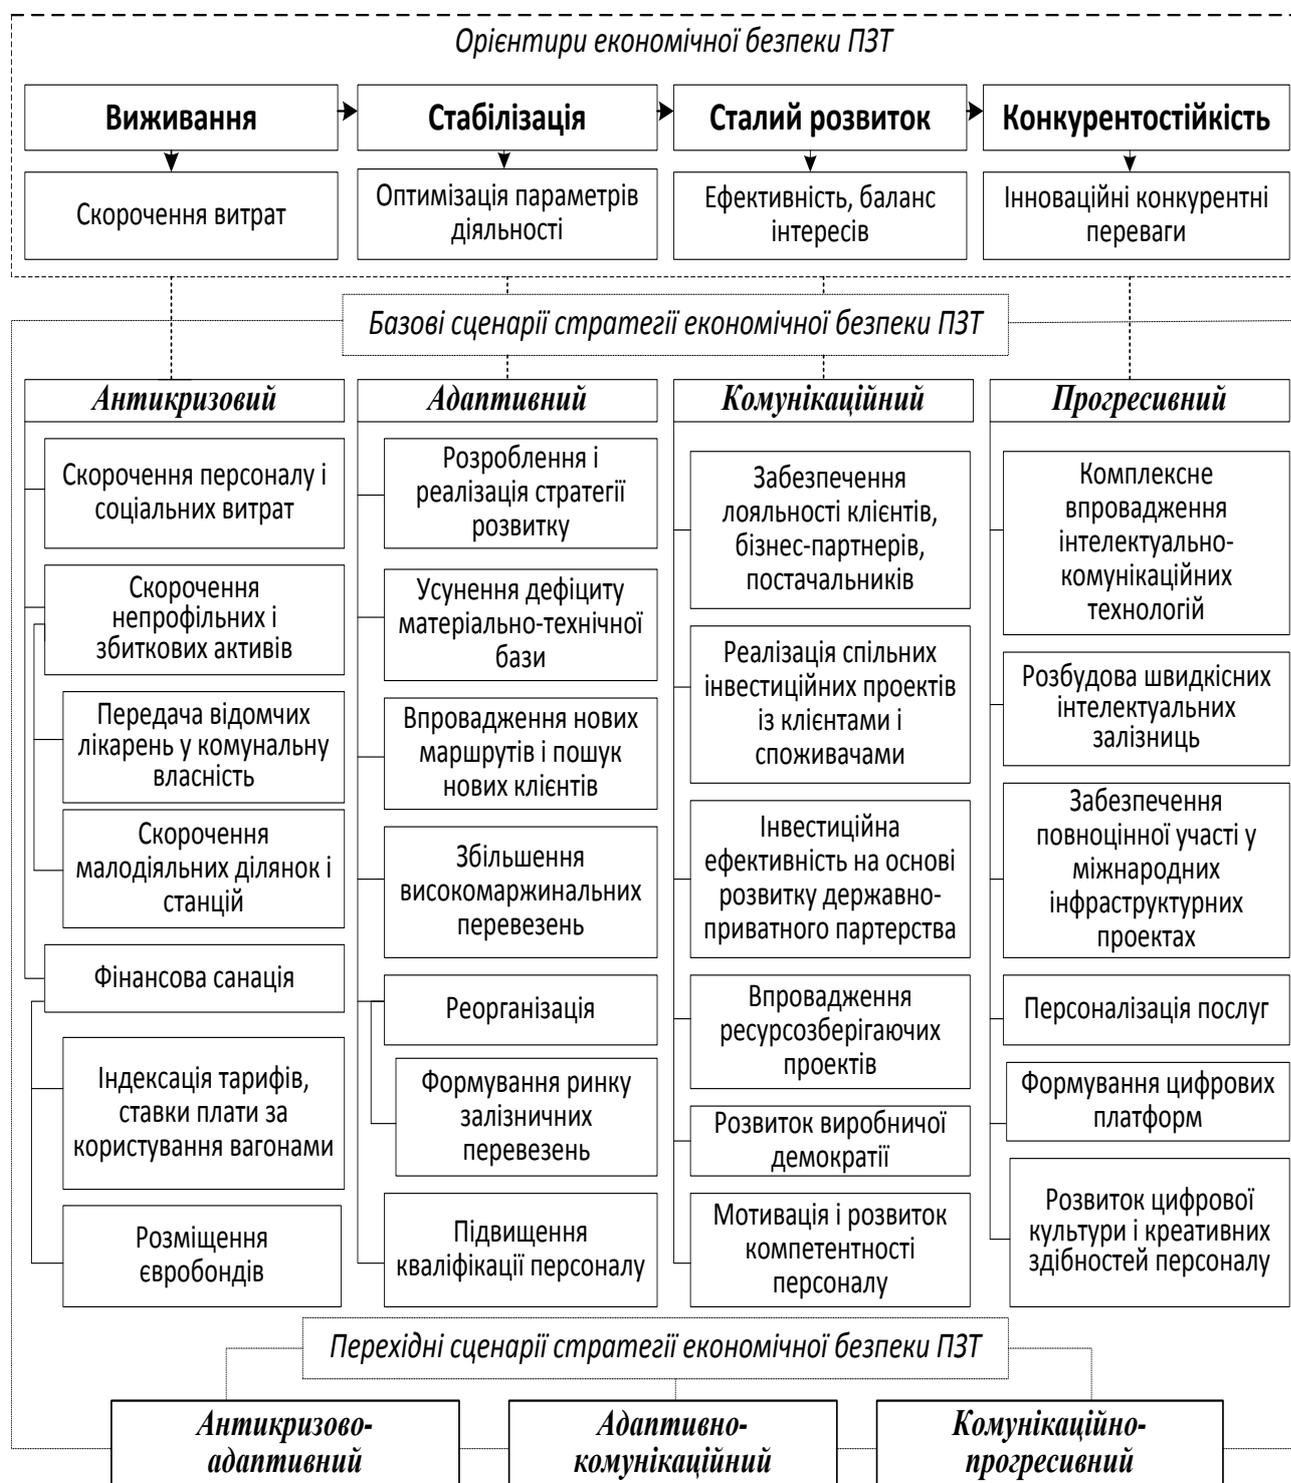 Орієнтири економічної безпеки ПЗТ
Виживання
Стабілізація
Сталий розвиток
Конкурентостійкість
Скорочення витрат
Оптимізація параметрів
діяльності
Ефективність, баланс
інтересів
Інноваційні конкурентні
переваги
Базові сценарії стратегії економічної безпеки ПЗТ
Антикризовий
Скорочення персоналу і
соціальних витрат
Скорочення
непрофільних і
збиткових активів
Передача відомчих
лікарень у комунальну
власність
Скорочення
малодіяльних ділянок і
станцій
Фінансова санація
Індексація тарифів,
ставки плати за
користування вагонами
Розміщення
євробондів
Адаптивний
Розроблення і
реалізація стратегії
розвитку
Усунення дефіциту
матеріально-технічної
бази
Впровадження нових
маршрутів і пошук
нових клієнтів
Збільшення
високомаржинальних
перевезень
Реорганізація
Формування ринку
залізничних
перевезень
Підвищення
кваліфікації персоналу
Комунікаційний
Забезпечення
лояльності клієнтів,
бізнес-партнерів,
постачальників
Реалізація спільних
інвестиційних проектів
із клієнтами і
споживачами
Інвестиційна
ефективність на основі
розвитку державно-
приватного партерства
Впровадження
ресурсозберігаючих
проектів
Розвиток виробничої
демократії
Мотивація і розвиток
компетентності
персоналу
Прогресивний
Комплексне
впровадження
інтелектуально-
комунікаційних
технологій
Розбудова швидкісних
інтелектуальних
залізниць
Забезпечення
повноцінної участі у
міжнародних
інфраструктурних
проектах
Персоналізація послуг
Формування цифрових
платформ
Розвиток цифрової
культури і креативних
здібностей персоналу
Перехідні сценарії стратегії економічної безпеки ПЗТ
Антикризово-
адаптивний
Адаптивно-
комунікаційний
Комунікаційно-
прогресивний